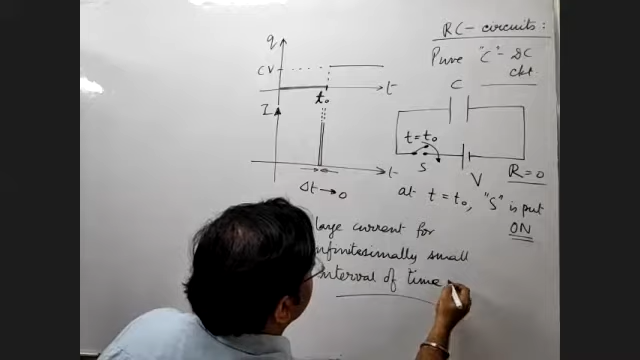 RC- circuits:
Pure "C"- DC
ckt.
q
CV
t
t₀
I
t
Δt → 0
C
t = t₀
S
V
R = 0
at t = t₀, "S" is put
ON
large current for
infinitesimally small
interval of time